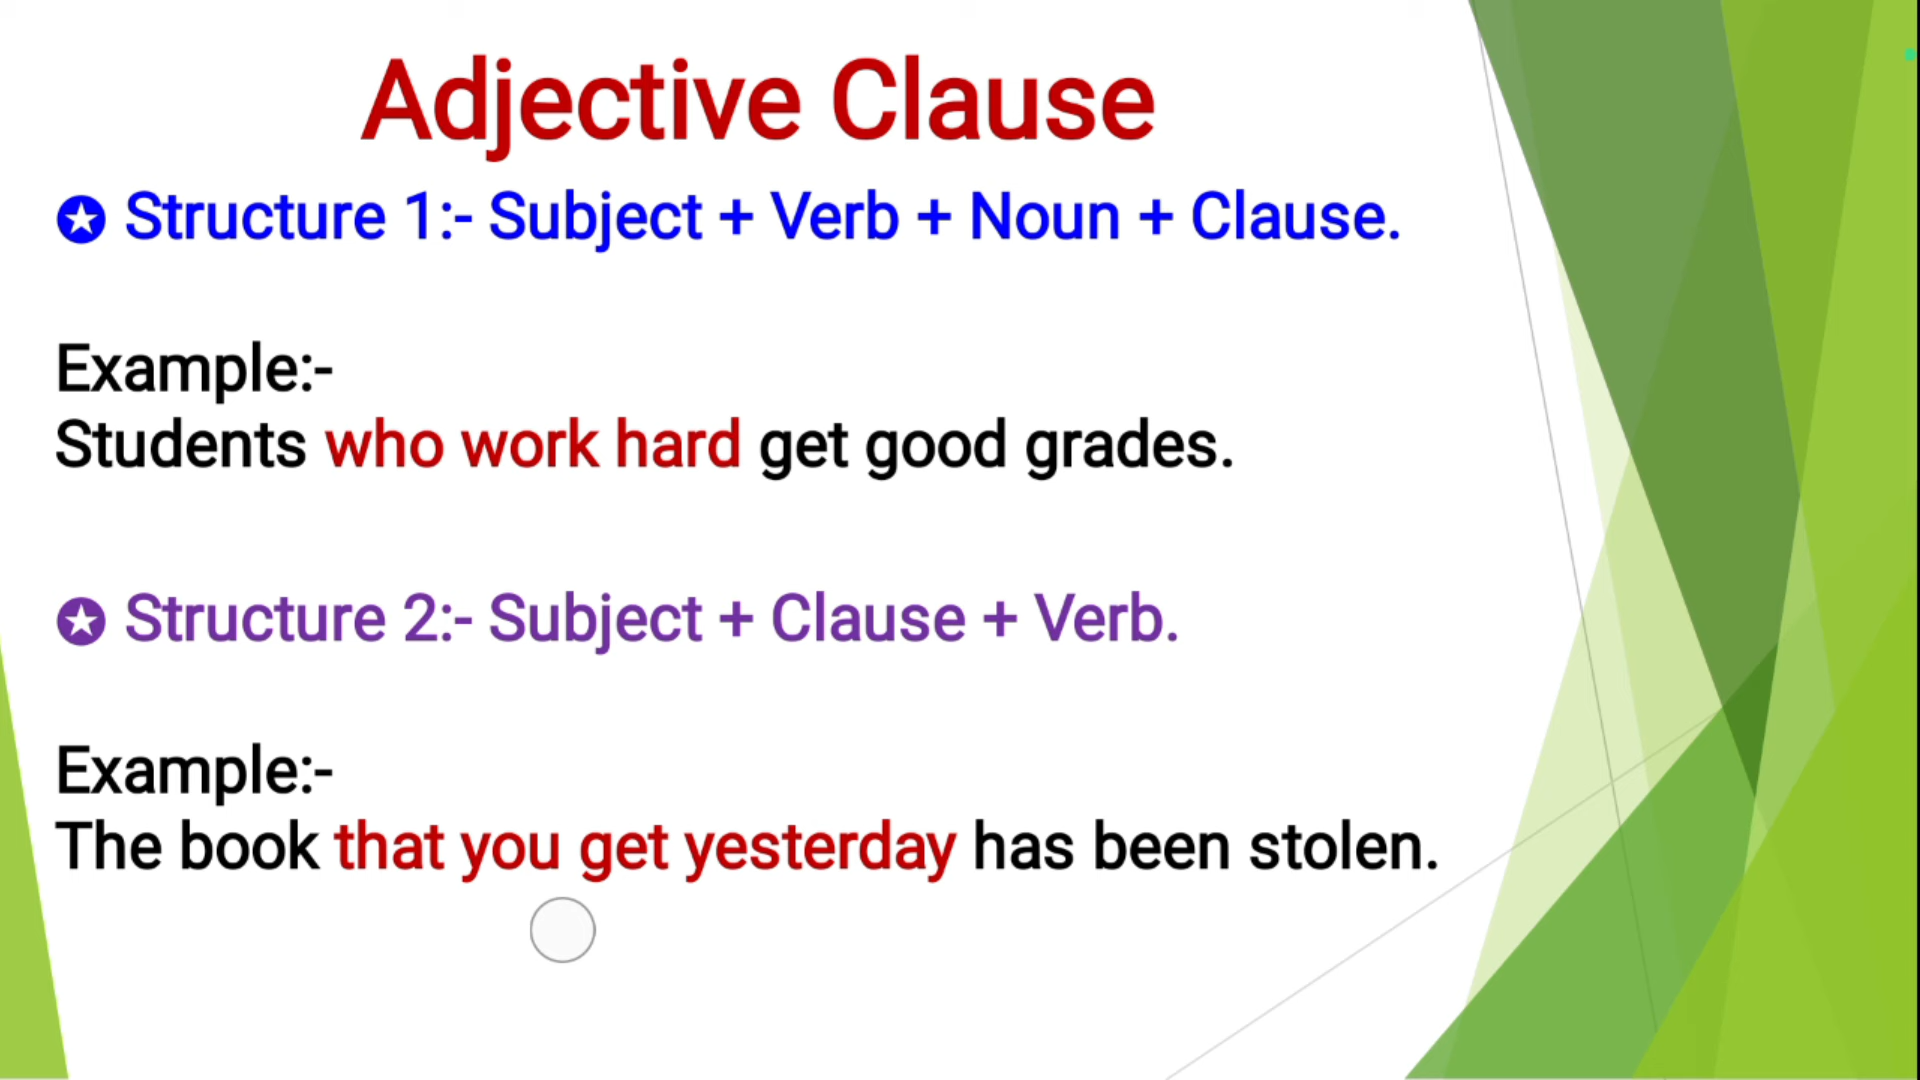 Adjective Clause
✪ Structure 1:- Subject + Verb + Noun + Clause.
Example:-
Students who work hard get good grades.
✪ Structure 2:- Subject + Clause + Verb.
Example:-
The book that you get yesterday has been stolen.